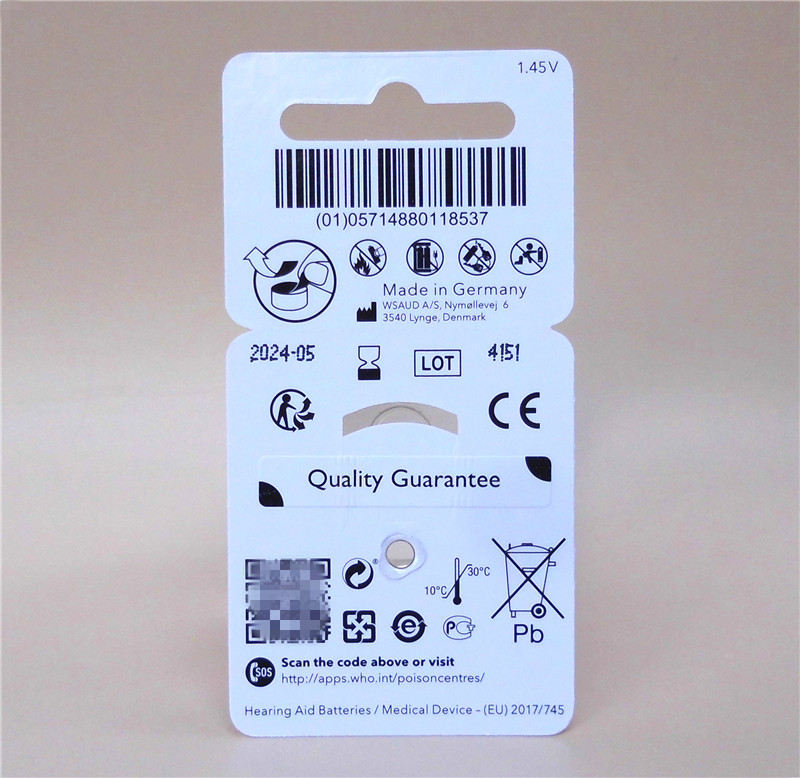 1.45V
(01)05714880118537
Made in Germany
WSAUD A/S, Nymøllevej 6
3540 Lynge, Denmark
2024-05 LOT 4151
CE
Quality Guarantee
®
30°C
10°C
e
PC
Pb
SOS
Scan the code above or visit
http://apps.who.int/poisoncentres/
Hearing Aid Batteries / Medical Device – (EU) 2017/745